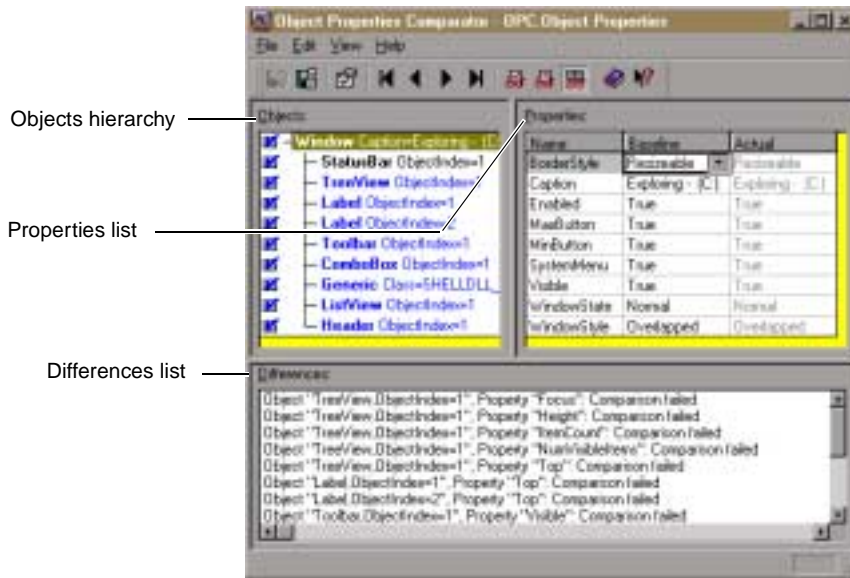 Object Properties Comparator - OPC.Object Properties
File Edit View Help
Objects hierarchy
Objects
Window Caption=Exploring - (C
StatusBar ObjectIndex=1
TreeView ObjectIndex=1
Label ObjectIndex=1
Label ObjectIndex=2
Toolbar ObjectIndex=1
ComboBox ObjectIndex=1
Generic Class=SHELLDLL_
ListView ObjectIndex=1
Header ObjectIndex=1
Properties list
Properties
Name Baseline Actual
BorderStyle Resizeable Resizeable
Caption Exploring - (C:) Exploring - (C:)
Enabled True True
MaxButton True True
MinButton True True
SystemMenu True True
Visible True True
WindowState Normal Normal
WindowStyle Overlapped Overlapped
Differences list
Differences
Object "TreeView.ObjectIndex=1", Property "Focus": Comparison failed
Object "TreeView.ObjectIndex=1", Property "Height": Comparison failed
Object "TreeView.ObjectIndex=1", Property "ItemCount": Comparison failed
Object "TreeView.ObjectIndex=1", Property "NumVisibleItems": Comparison failed
Object "TreeView.ObjectIndex=1", Property "Top": Comparison failed
Object "Label.ObjectIndex=1", Property "Top": Comparison failed
Object "Label.ObjectIndex=2", Property "Top": Comparison failed
Object "Toolbar.ObjectIndex=1", Property "Visible": Comparison failed